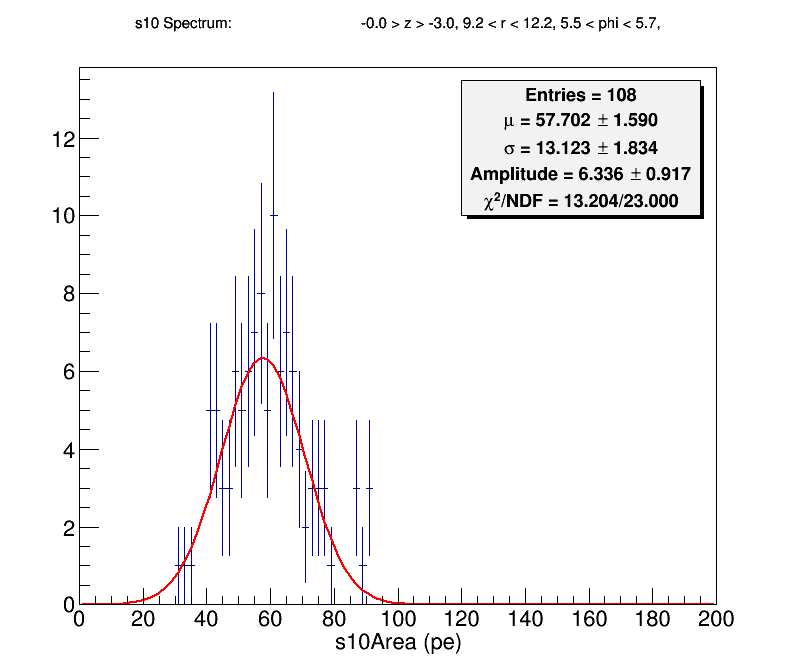 s10 Spectrum: -0.0 > z > -3.0, 9.2 < r < 12.2, 5.5 < phi < 5.7,
Entries = 108
μ = 57.702 ± 1.590
σ = 13.123 ± 1.834
Amplitude = 6.336 ± 0.917
χ²/NDF = 13.204/23.000
12
10
8
6
4
2
0
0 20 40 60 80 100 120 140 160 180 200
s10Area (pe)